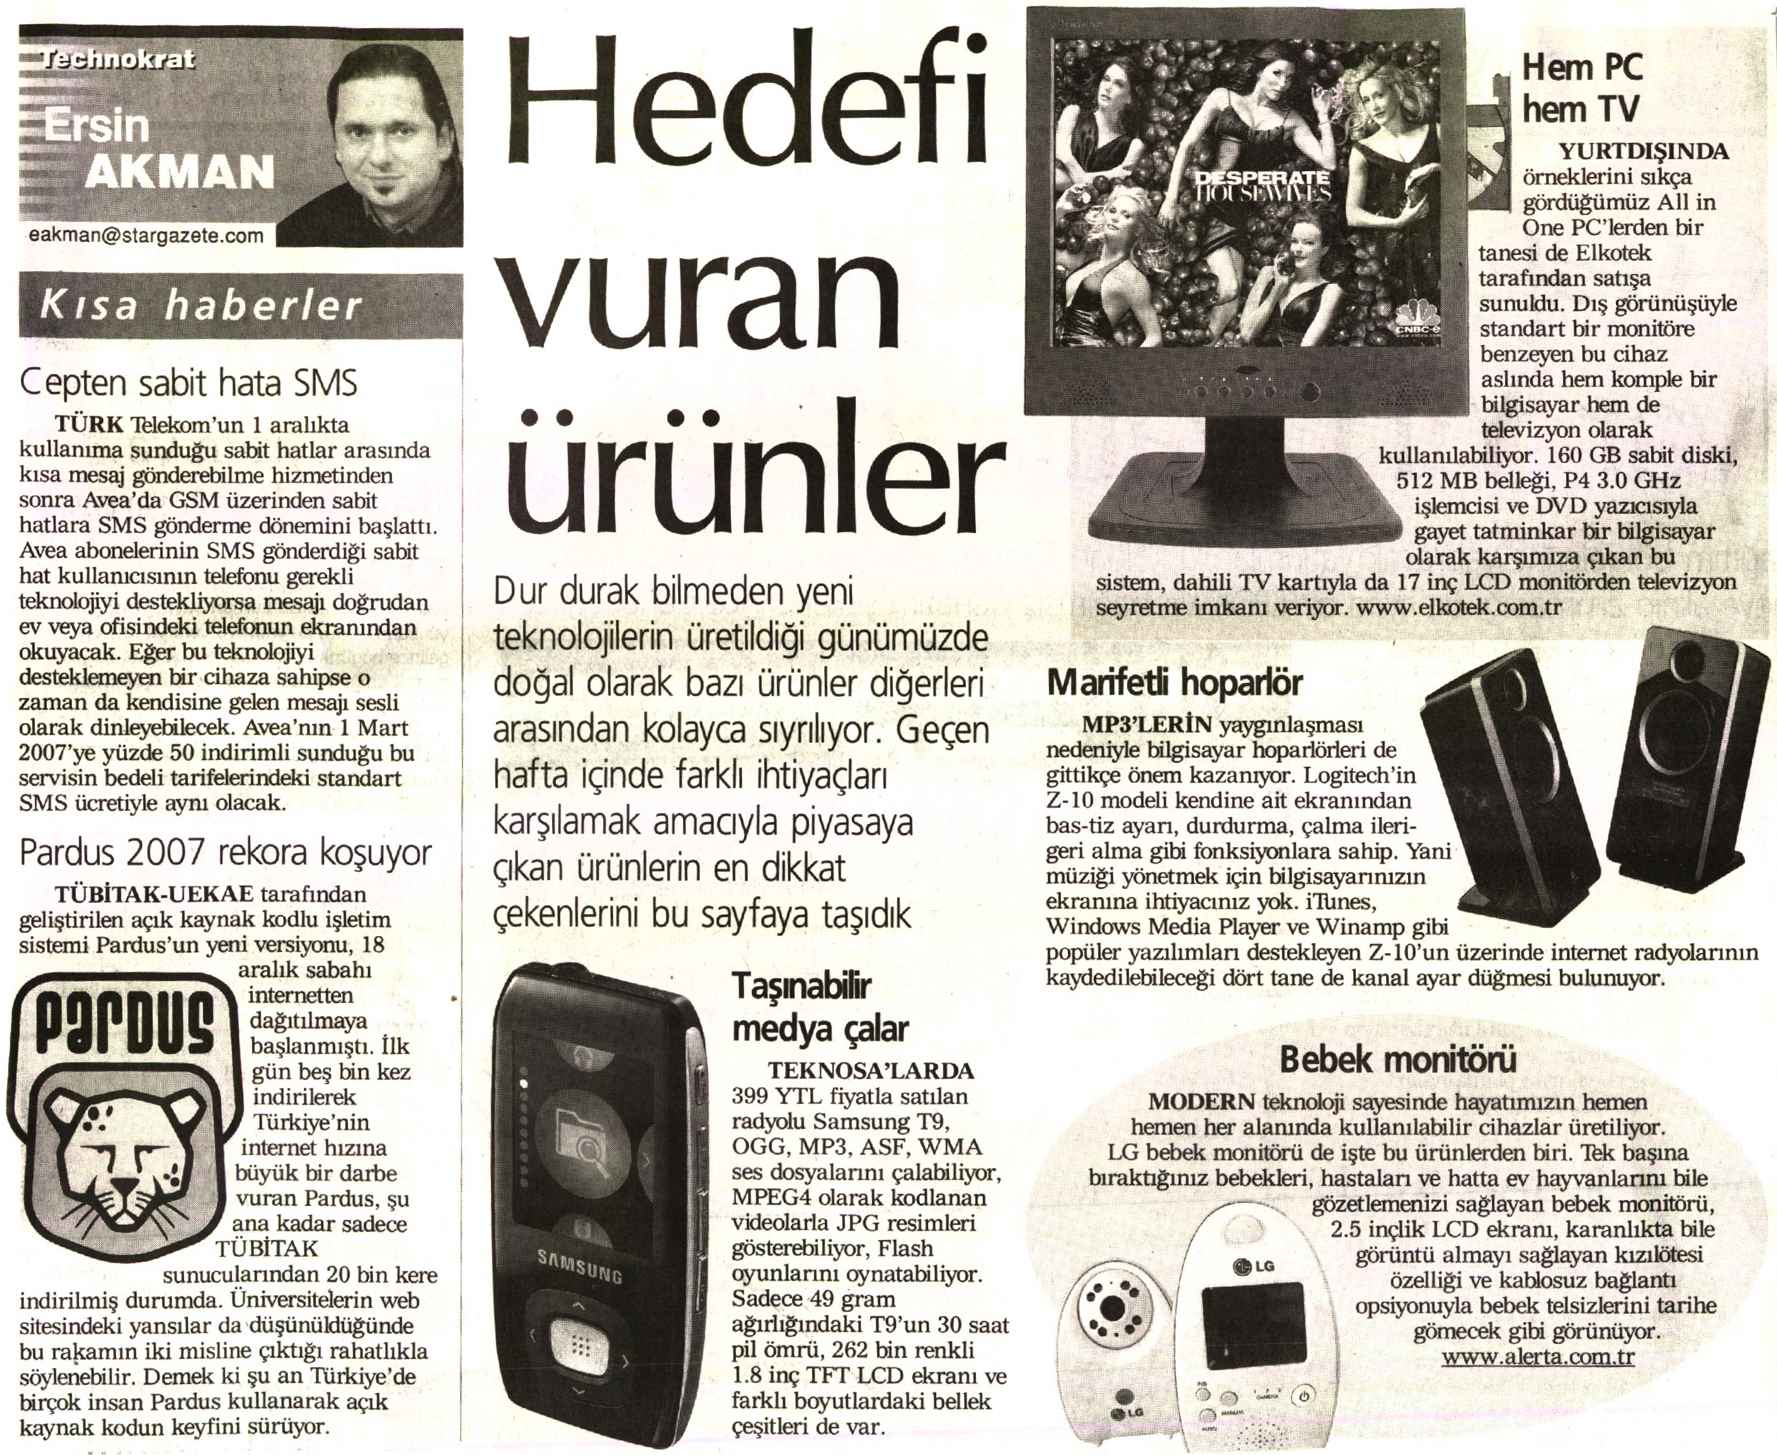 Technokrat
Ersin
AKMAN
eakman@stargazete.com
Kısa haberler
Cepten sabit hata SMS
TÜRK Telekom'un 1 aralıkta
kullanıma sunduğu sabit hatlar arasında
kısa mesaj gönderebilme hizmetinden
sonra Avea'da GSM üzerinden sabit
hatlara SMS gönderme dönemini başlattı.
Avea abonelerinin SMS gönderdiği sabit
hat kullanıcısının telefonu gerekli
teknolojiyi destekliyorsa mesajı doğrudan
ev veya ofisindeki telefonun ekranından
okuyacak. Eğer bu teknolojiyi
desteklemeyen bir cihaza sahipse o
zaman da kendisine gelen mesajı sesli
olarak dinleyebilecek. Avea'nın 1 Mart
2007'ye yüzde 50 indirimli sunduğu bu
servisin bedeli tarifelerindeki standart
SMS ücretiyle aynı olacak.
Pardus 2007 rekora koşuyor
TÜBİTAK-UEKAE tarafından
geliştirilen açık kaynak kodlu işletim
sistemi Pardus'un yeni versiyonu, 18
aralık sabahı
internetten
dağıtılmaya
başlanmıştı. İlk
gün beş bin kez
indirilerek
Türkiye'nin
internet hızına
büyük bir darbe
vuran Pardus, şu
ana kadar sadece
TÜBİTAK
sunucularından 20 bin kere
indirilmiş durumda. Üniversitelerin web
sitesindeki yansılar da düşünüldüğünde
bu rakamın iki misline çıktığı rahatlıkla
söylenebilir. Demek ki şu an Türkiye'de
birçok insan Pardus kullanarak açık
kaynak kodun keyfini sürüyor.
Pardus
Hedefi
vuran
ürünler
Dur durak bilmeden yeni
teknolojilerin üretildiği günümüzde
doğal olarak bazı ürünler diğerleri
arasından kolayca sıyrılıyor. Geçen
hafta içinde farklı ihtiyaçları
karşılamak amacıyla piyasaya
çıkan ürünlerin en dikkat
çekenlerini bu sayfaya taşıdık
SAMSUNG
Taşınabilir
medya çalar
TEKNOSA'LARDA
399 YTL fiyatla satılan
radyolu Samsung T9,
OGG, MP3, ASF, WMA
ses dosyalarını çalabiliyor,
MPEG4 olarak kodlanan
videolarla JPG resimleri
gösterebiliyor, Flash
oyunlarını oynatabiliyor.
Sadece 49 gram
ağırlığındaki T9'un 30 saat
pil ömrü, 262 bin renkli
1.8 inç TFT LCD ekranı ve
farklı boyutlardaki bellek
çeşitleri de var.
DESPERATE
HOUSEWIVES
CNBC-e
Hem PC
hem TV
YURTDIŞINDA
örneklerini sıkça
gördüğümüz All in
One PC'lerden bir
tanesi de Elkotek
tarafından satışa
sunuldu. Dış görünüşüyle
standart bir monitöre
benzeyen bu cihaz
aslında hem komple bir
bilgisayar hem de
televizyon olarak
kullanılabiliyor. 160 GB sabit diski,
512 MB belleği, P4 3.0 GHz
işlemcisi ve DVD yazıcısıyla
gayet tatminkar bir bilgisayar
olarak karşımıza çıkan bu
sistem, dahili TV kartıyla da 17 inç LCD monitörden televizyon
seyretme imkanı veriyor. www.elkotek.com.tr
Marifetli hoparlör
MP3'LERİN yaygınlaşması
nedeniyle bilgisayar hoparlörleri de
gittikçe önem kazanıyor. Logitech'in
Z-10 modeli kendine ait ekranından
bas-tiz ayarı, durdurma, çalma ileri-
geri alma gibi fonksiyonlara sahip. Yani
müziği yönetmek için bilgisayarınızın
ekranına ihtiyacınız yok. iTunes,
Windows Media Player ve Winamp gibi
popüler yazılımları destekleyen Z-10'un üzerinde internet radyolarının
kaydedilebileceği dört tane de kanal ayar düğmesi bulunuyor.
Bebek monitörü
MODERN teknoloji sayesinde hayatımızın hemen
hemen her alanında kullanılabilir cihazlar üretiliyor.
LG bebek monitörü de işte bu ürünlerden biri. Tek başına
bıraktığınız bebekleri, hastaları ve hatta ev hayvanlarını bile
gözetlemenizi sağlayan bebek monitörü,
2.5 inçlik LCD ekranı, karanlıkta bile
görüntü almayı sağlayan kızılötesi
özelliği ve kablosuz bağlantı
opsiyonuyla bebek telsizlerini tarihe
gömecek gibi görünüyor.
www.alerta.com.tr
LG
LG